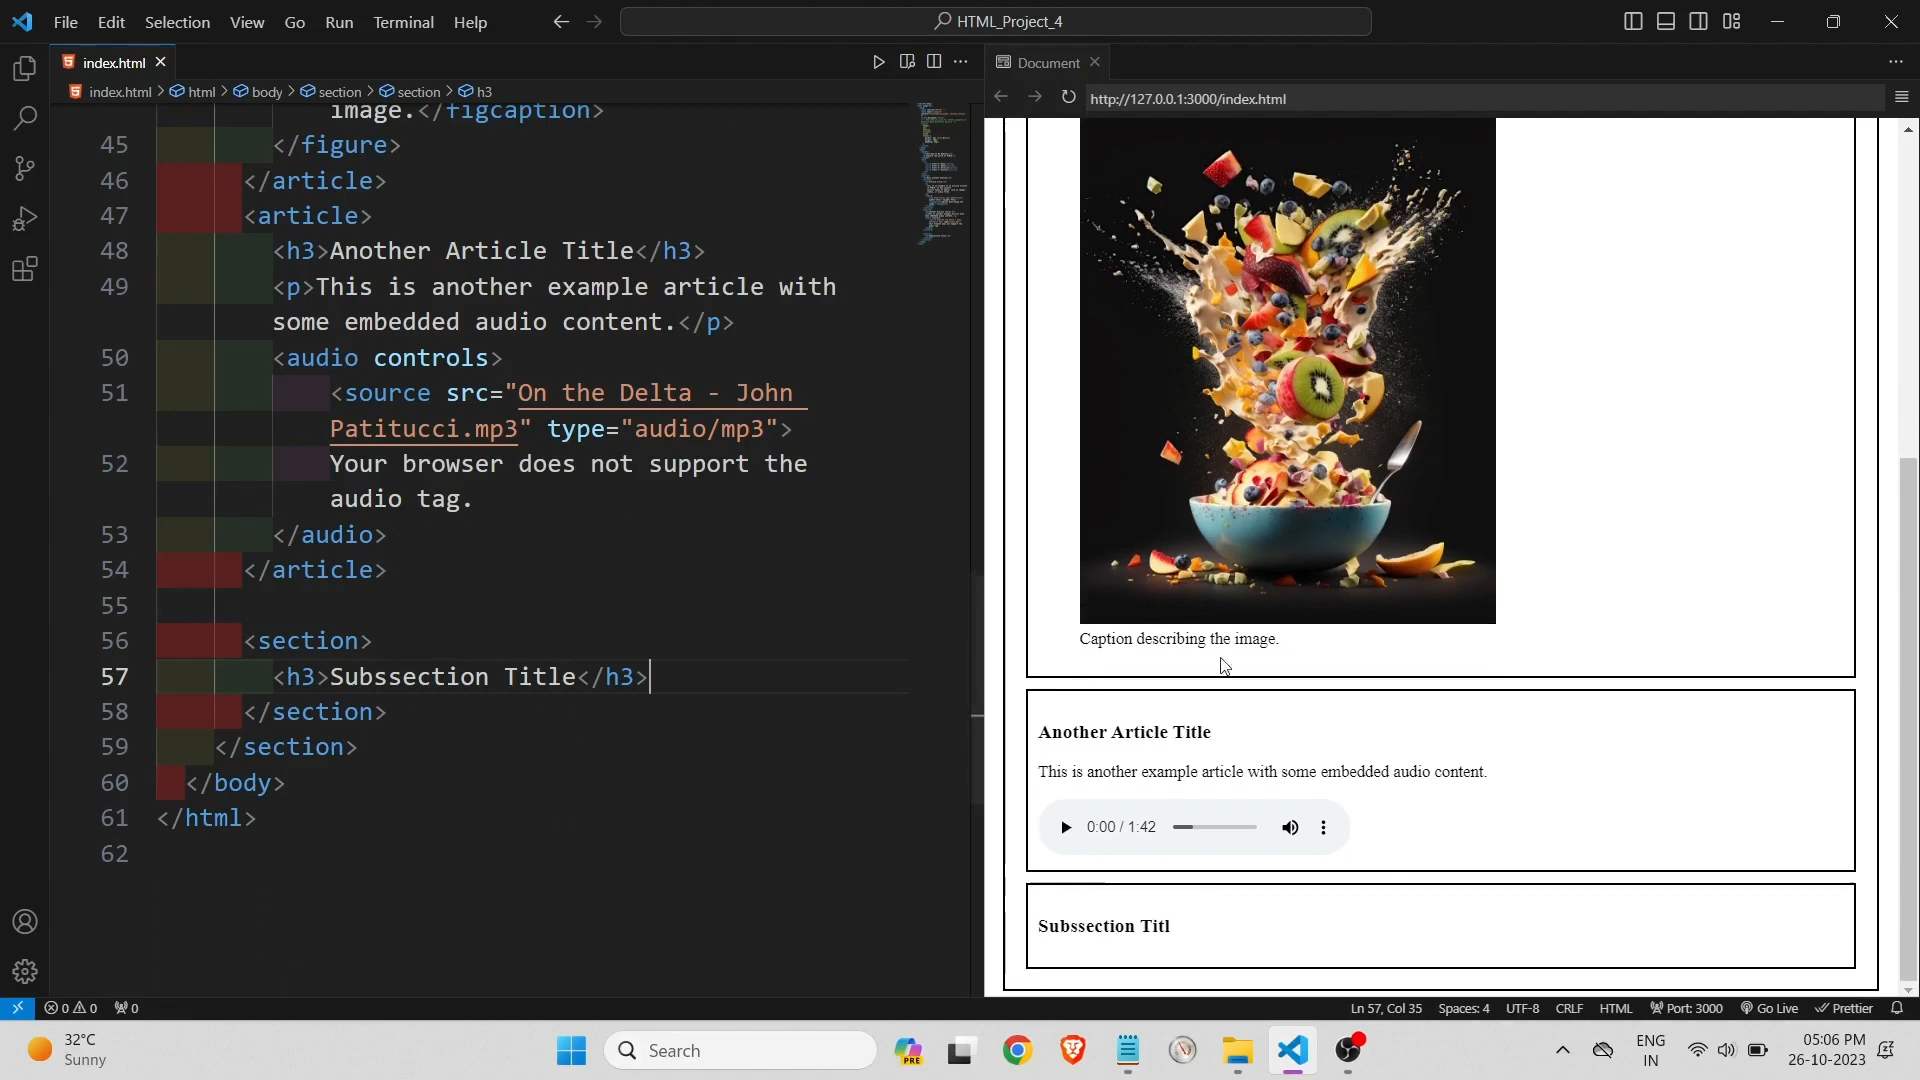 File Edit Selection View Go Run Terminal Help
HTML_Project_4
index.html
Document
index.html > html > body > section > section > h3
http://127.0.0.1:3000/index.html
image.</figcaption>
45 </figure>
46 </article>
47 <article>
48 <h3>Another Article Title</h3>
49 <p>This is another example article with
some embedded audio content.</p>
50 <audio controls>
51 <source src="On the Delta - John
Patitucci.mp3" type="audio/mp3">
52 Your browser does not support the
audio tag.
53 </audio>
54 </article>
55
56 <section>
57 <h3>Subssection Title</h3>
58 </section>
59 </section>
60 </body>
61 </html>
62
Caption describing the image.
Another Article Title
This is another example article with some embedded audio content.
0:00 / 1:42
Subssection Titl
0 0 0
Ln 57, Col 35 Spaces: 4 UTF-8 CRLF HTML Port: 3000 Go Live Prettier
32°C
Sunny
Search
PRE
ENG
IN
05:06 PM
26-10-2023